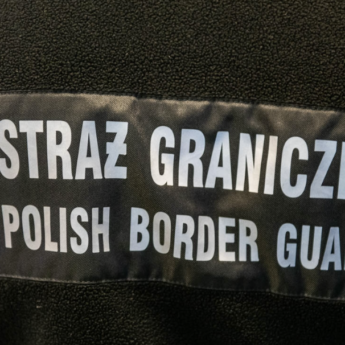 STRAŻ GRANICZ
POLISH BORDER GUA